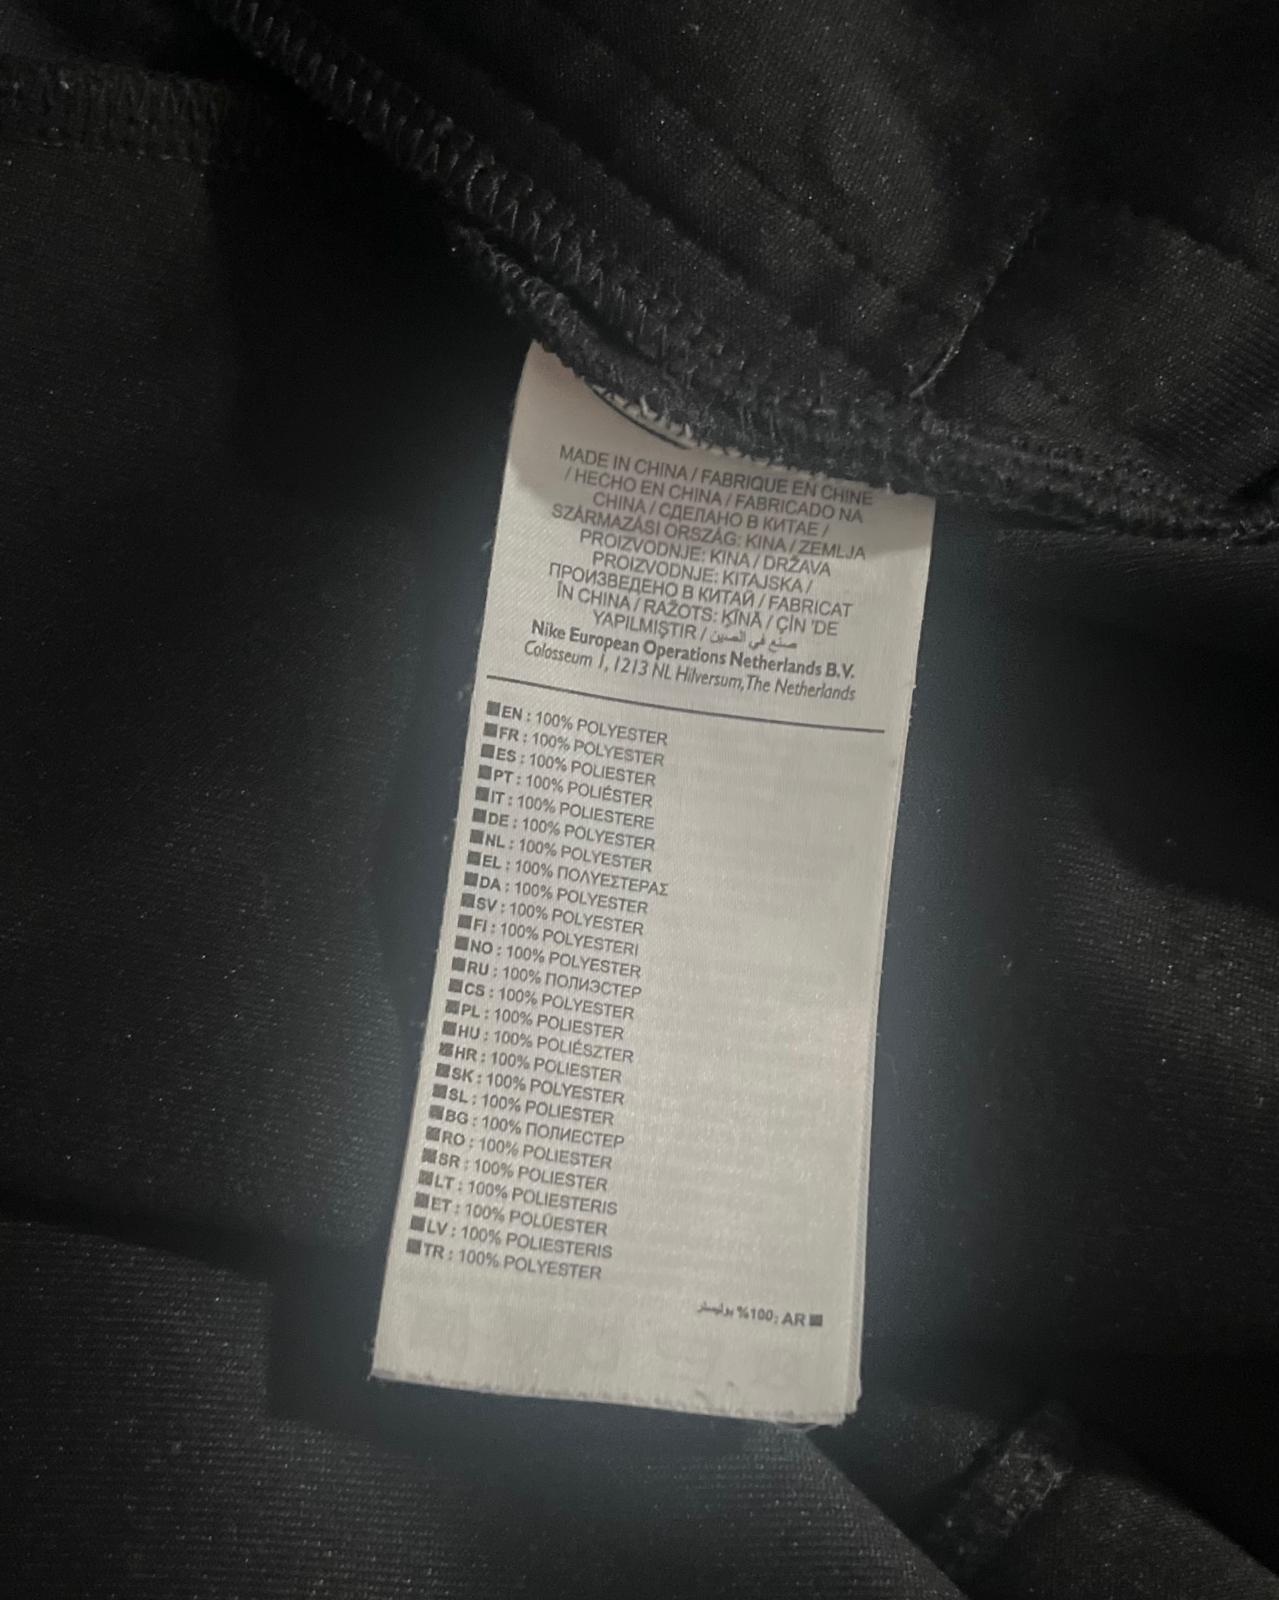 MADE IN CHINA / FABRIQUE EN CHINE
/ HECHO EN CHINA / FABRICADO NA
CHINA / СДЕЛАНО В КИТАЕ /
SZÁRMAZÁSI ORSZÁG: KINA / ZEMLJA
PROIZVODNJE: KINA / DRŽAVA
PROIZVODNJE: KITAJSKA /
ПРОИЗВЕДЕНО В КИТАЙ / FABRICAT
ÎN CHINA / RAŽOTS: ĶĪNĀ / ÇİN 'DE
YAPILMIŞTIR / صنع في الصين
Nike European Operations Netherlands B.V.
Colosseum 1, 1213 NL Hilversum, The Netherlands
EN : 100% POLYESTER
FR : 100% POLYESTER
ES : 100% POLIESTER
PT : 100% POLIÉSTER
IT : 100% POLIESTERE
DE : 100% POLYESTER
NL : 100% POLYESTER
EL : 100% ΠΟΛΥΕΣΤΕΡΑΣ
DA : 100% POLYESTER
SV : 100% POLYESTER
FI : 100% POLYESTERI
NO : 100% POLYESTER
RU : 100% ПОЛИЭСТЕР
CS : 100% POLYESTER
PL : 100% POLIESTER
HU : 100% POLIÉSZTER
HR : 100% POLIESTER
SK : 100% POLYESTER
SL : 100% POLIESTER
BG : 100% ПОЛИЕСТЕР
RO : 100% POLIESTER
SR : 100% POLIESTER
LT : 100% POLIESTERIS
ET : 100% POLÜESTER
LV : 100% POLIESTERIS
TR : 100% POLYESTER
AR : 100% بوليستر